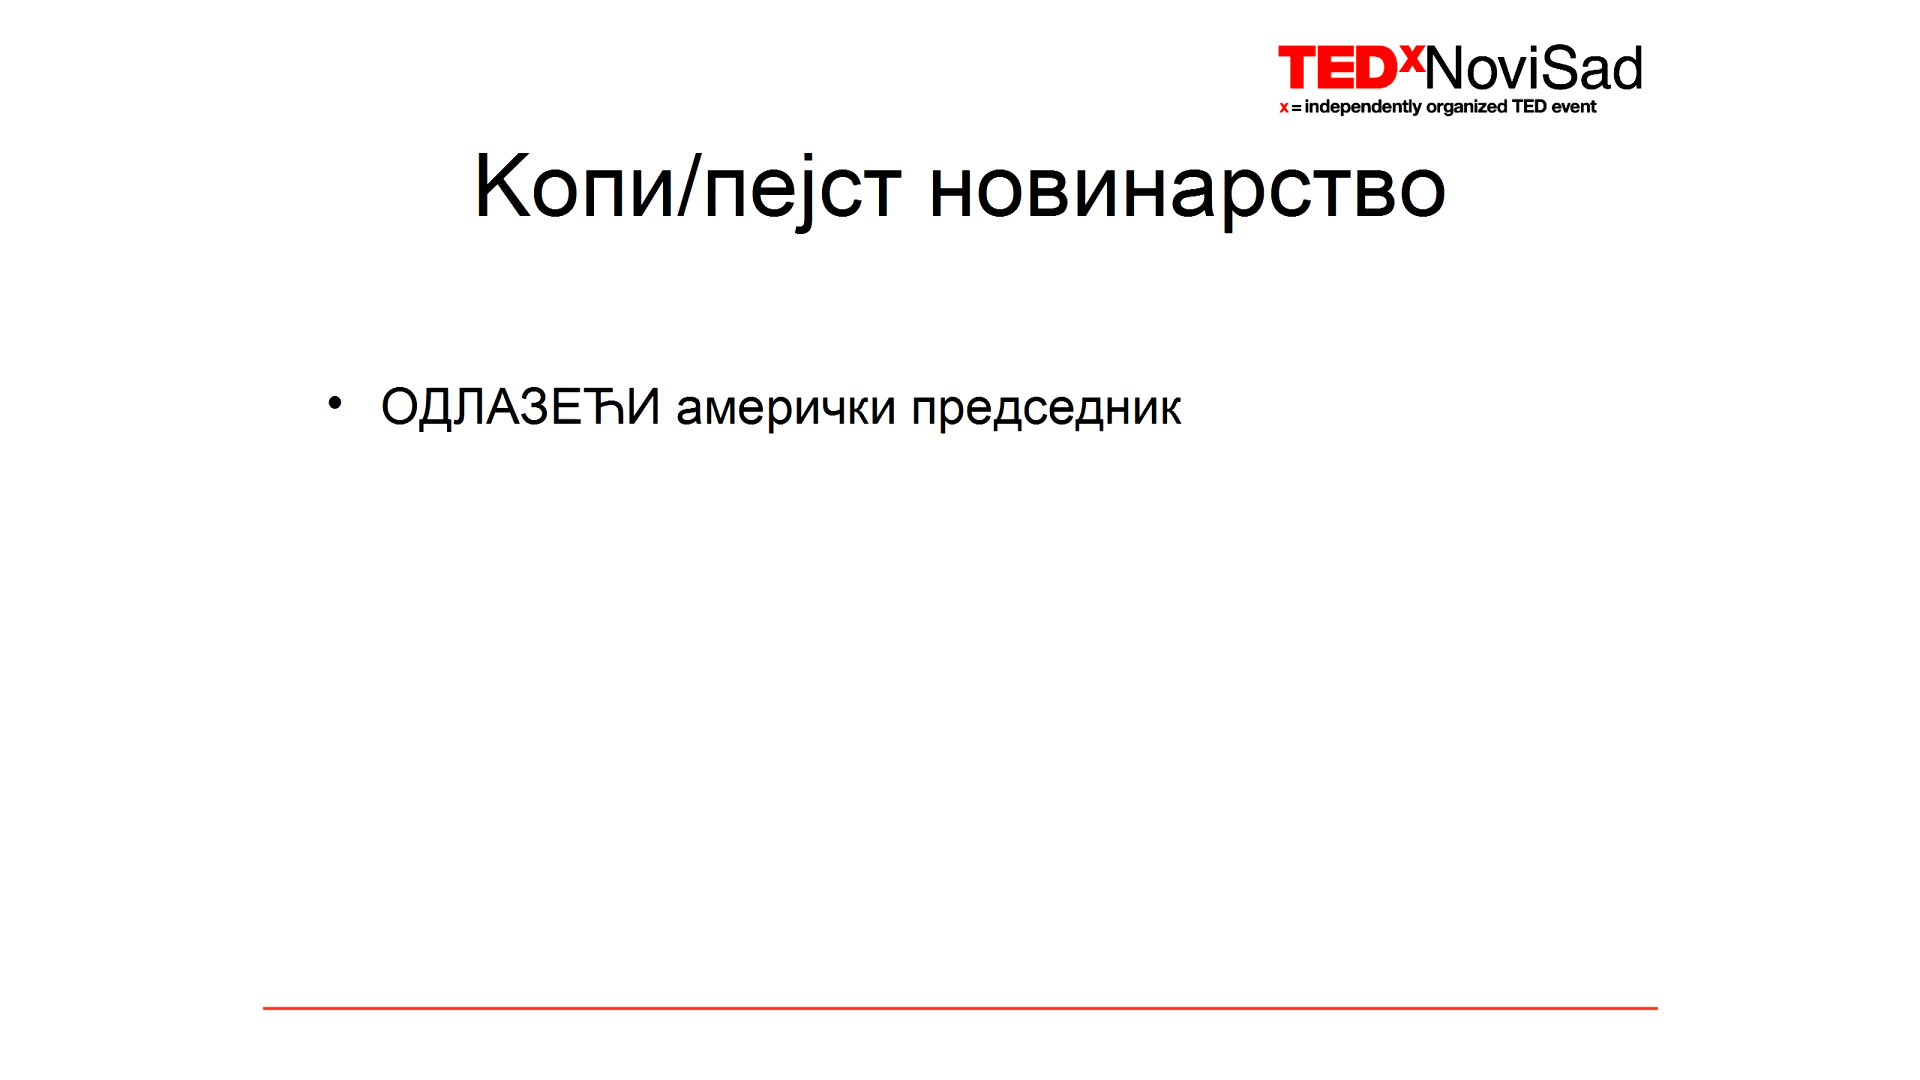 TEDxNoviSad
x = independently organized TED event
Копи/пејст новинарство
• ОДЛАЗЕЋИ амерички председник